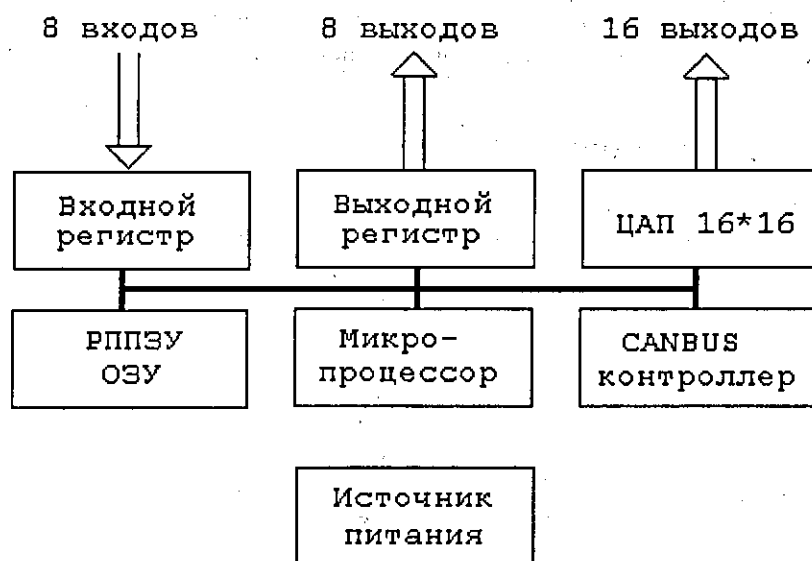 8 входов
8 выходов
16 выходов
Входной
регистр
Выходной
регистр
ЦАП 16*16
РППЗУ
ОЗУ
Микро-
процессор
CANBUS
контроллер
Источник
питания